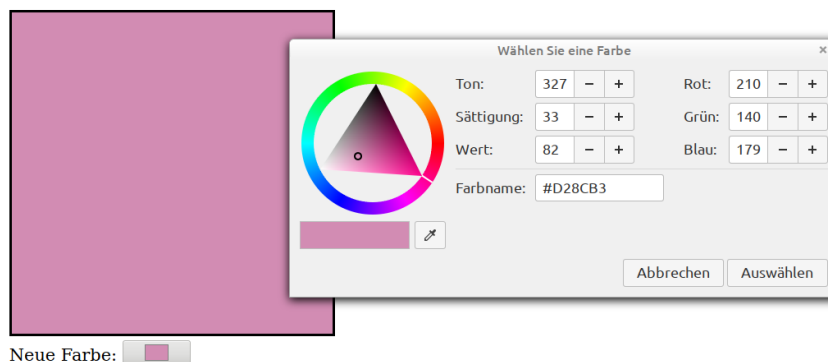 Wählen Sie eine Farbe ×
Ton: 327 − + Rot: 210 − +
Sättigung: 33 − + Grün: 140 − +
Wert: 82 − + Blau: 179 − +
Farbname: #D28CB3
Abbrechen Auswählen
Neue Farbe: